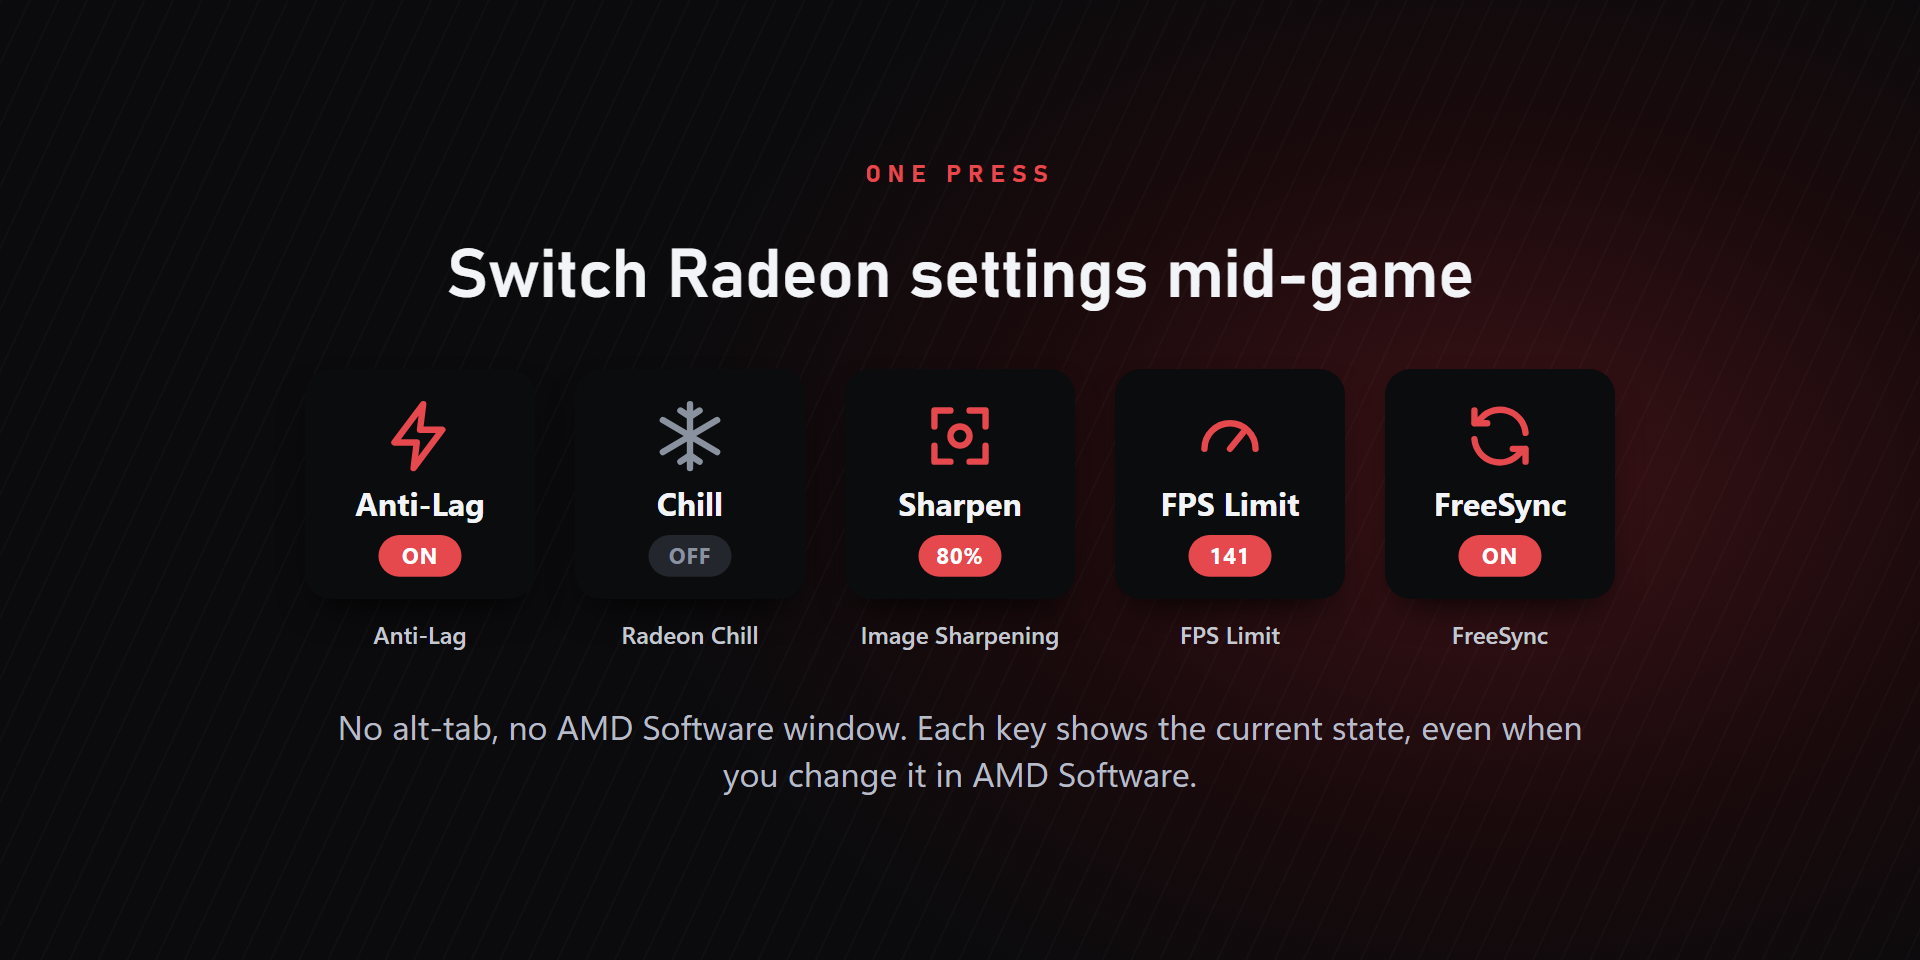 ONE PRESS
Switch Radeon settings mid-game
Anti-Lag
ON
Anti-Lag
Chill
OFF
Radeon Chill
Sharpen
80%
Image Sharpening
FPS Limit
141
FPS Limit
FreeSync
ON
FreeSync
No alt-tab, no AMD Software window. Each key shows the current state, even when
you change it in AMD Software.